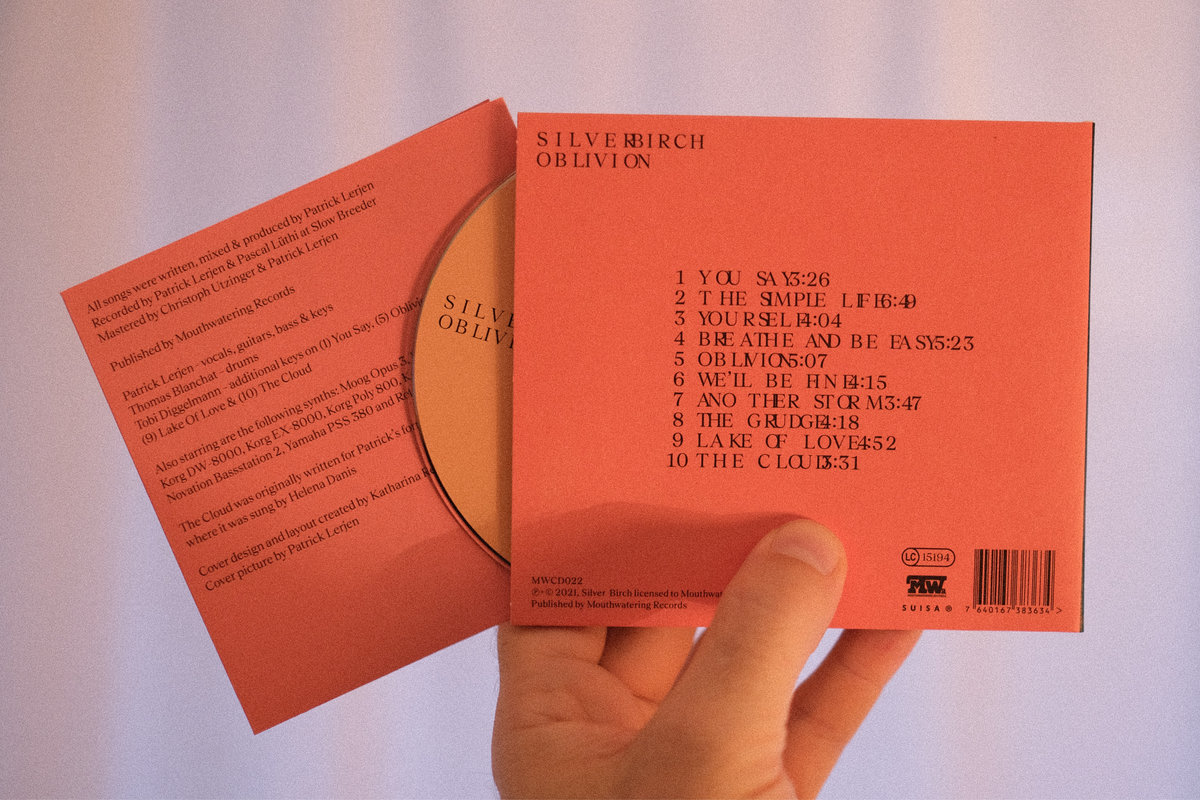 All songs were written, mixed & produced by Patrick Lerjen
Recorded by Patrick Lerjen & Pascal Lüthi at Slow Breeder
Mastered by Christoph Utzinger & Patrick Lerjen
Published by Mouthwatering Records
Patrick Lerjen – vocals, guitars, bass & keys
Thomas Blanchat – drums
Tobi Diggelmann – additional keys on (1) You Say, (5)
(9) Lake Of Love & (10) The Cloud
Also starring are the following synths: Moog Opus 3,
Korg DW-8000, Korg EX-8000, Korg Poly 800,
Novation Bassstation 2, Yamaha PSS 380 and
The Cloud was originally written for Patrick's
where it was sung by Helena Danis
Cover design and layout created by Katharina
Cover picture by Patrick Lerjen
SILVERBIRCH
OBLIVION
1 YOU SAY 3:26
2 THE SIMPLE LIFE 6:49
3 YOURSELF 4:04
4 BREATHE AND BE EASY 5:23
5 OBLIVION 5:07
6 WE'LL BE FINE 4:15
7 ANOTHER STORM 3:47
8 THE GRUDGE 4:18
9 LAKE OF LOVE 4:52
10 THE CLOUD 3:31
MWCD022
℗+© 2021, Silver Birch licensed to
Published by Mouthwatering Records
LC 15194
MW
SUISA ®
7 640167 383634 >